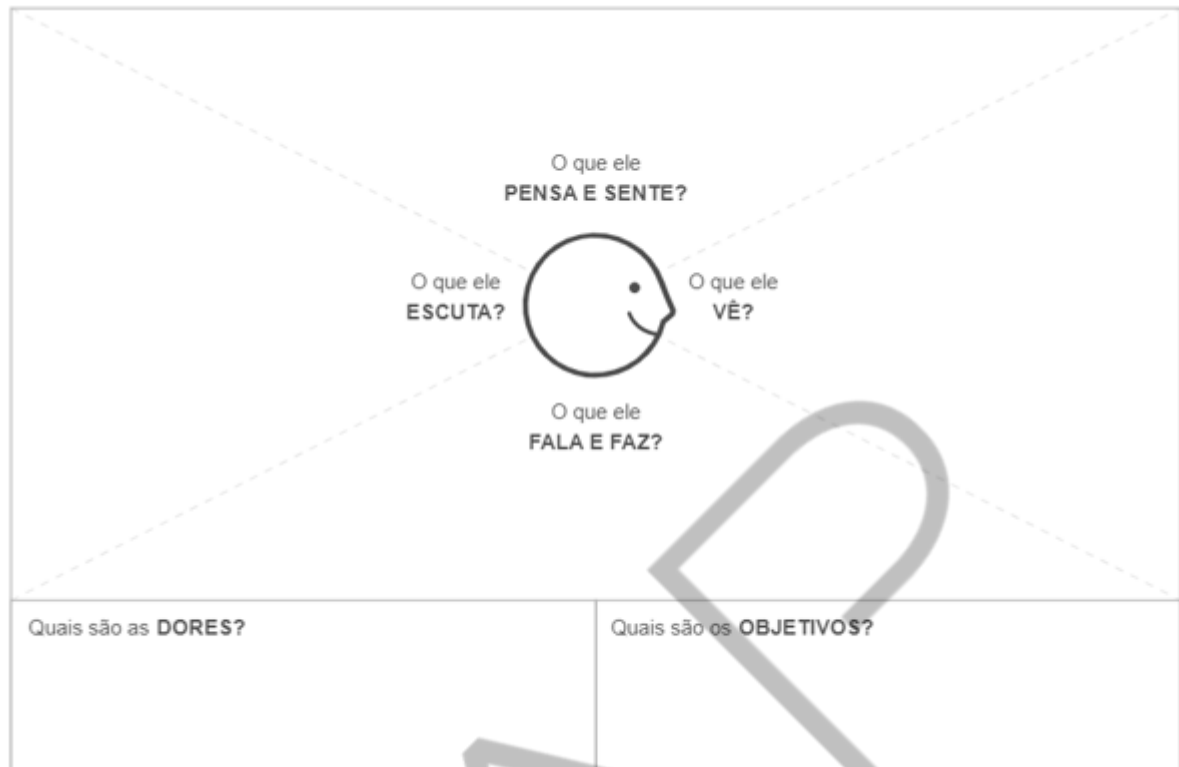 O que ele
PENSA E SENTE?
O que ele
ESCUTA?
O que ele
VÊ?
O que ele
FALA E FAZ?
Quais são as DORES?
Quais são os OBJETIVOS?